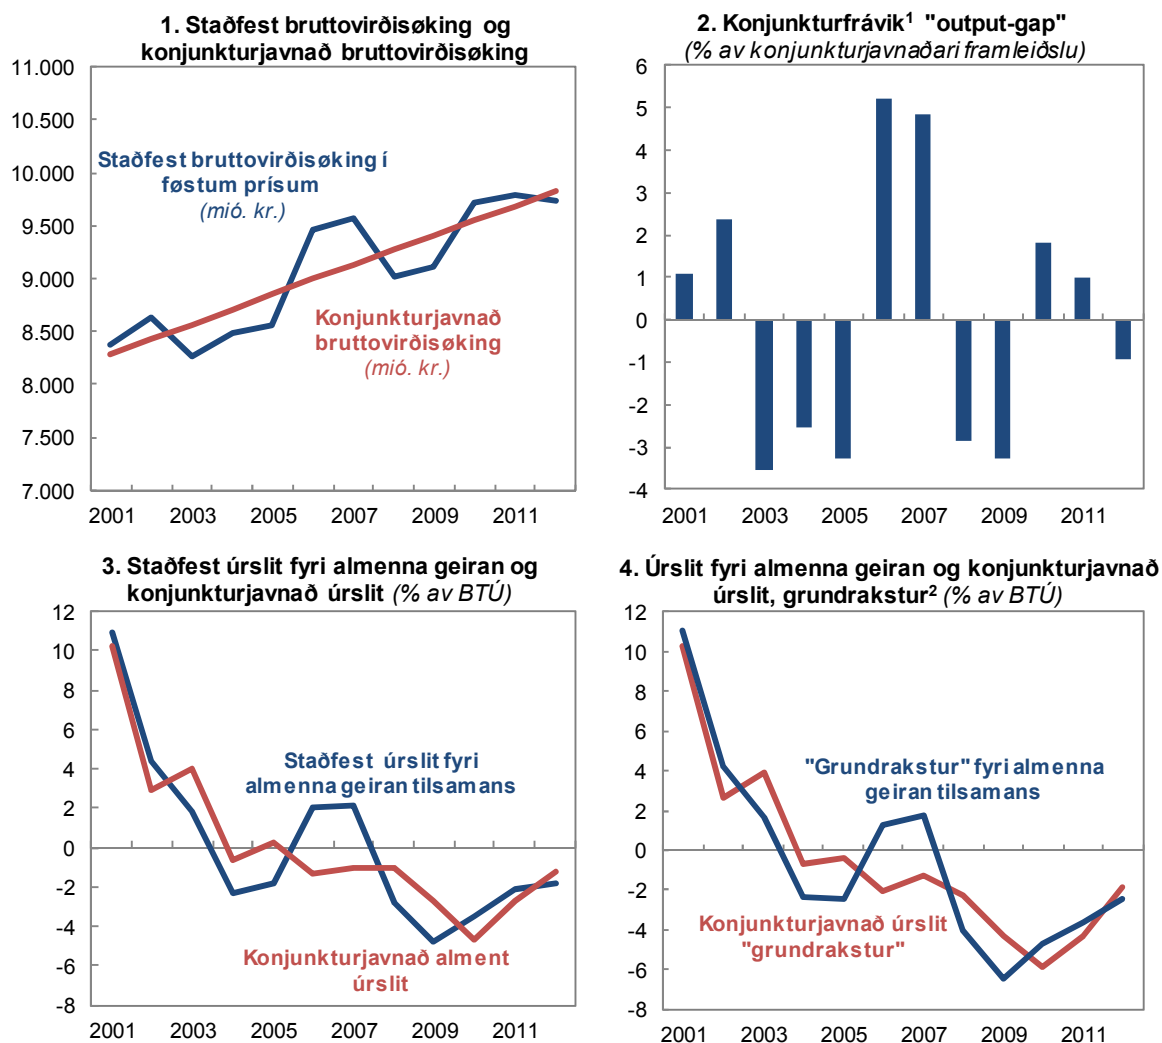 1. Staðfest bruttovirðisøking og
konjunkturjavnað bruttovirðisøking
11.000
10.500
10.000
9.500
9.000
8.500
8.000
7.500
7.000
Staðfest bruttovirðisøking í
føstum prísum
(mió. kr.)
Konjunkturjavnað
bruttovirðisøking
(mió. kr.)
2001 2003 2005 2007 2009 2011
2. Konjunkturfrávik¹ "output-gap"
(% av konjunkturjavnaðari framleiðslu)
6
5
4
3
2
1
0
-1
-2
-3
-4
2001 2003 2005 2007 2009 2011
3. Staðfest úrslit fyri almenna geiran og
konjunkturjavnað úrslit (% av BTÚ)
12
10
8
6
4
2
0
-2
-4
-6
-8
Staðfest úrslit fyri
almenna geiran tilsamans
Konjunkturjavnað alment
úrslit
2001 2003 2005 2007 2009 2011
4. Úrslit fyri almenna geiran og konjunkturjavnað
úrslit, grundrakstur² (% av BTÚ)
12
10
8
6
4
2
0
-2
-4
-6
-8
"Grundrakstur" fyri almenna
geiran tilsamans
Konjunkturjavnað úrslit
"grundrakstur"
2001 2003 2005 2007 2009 2011